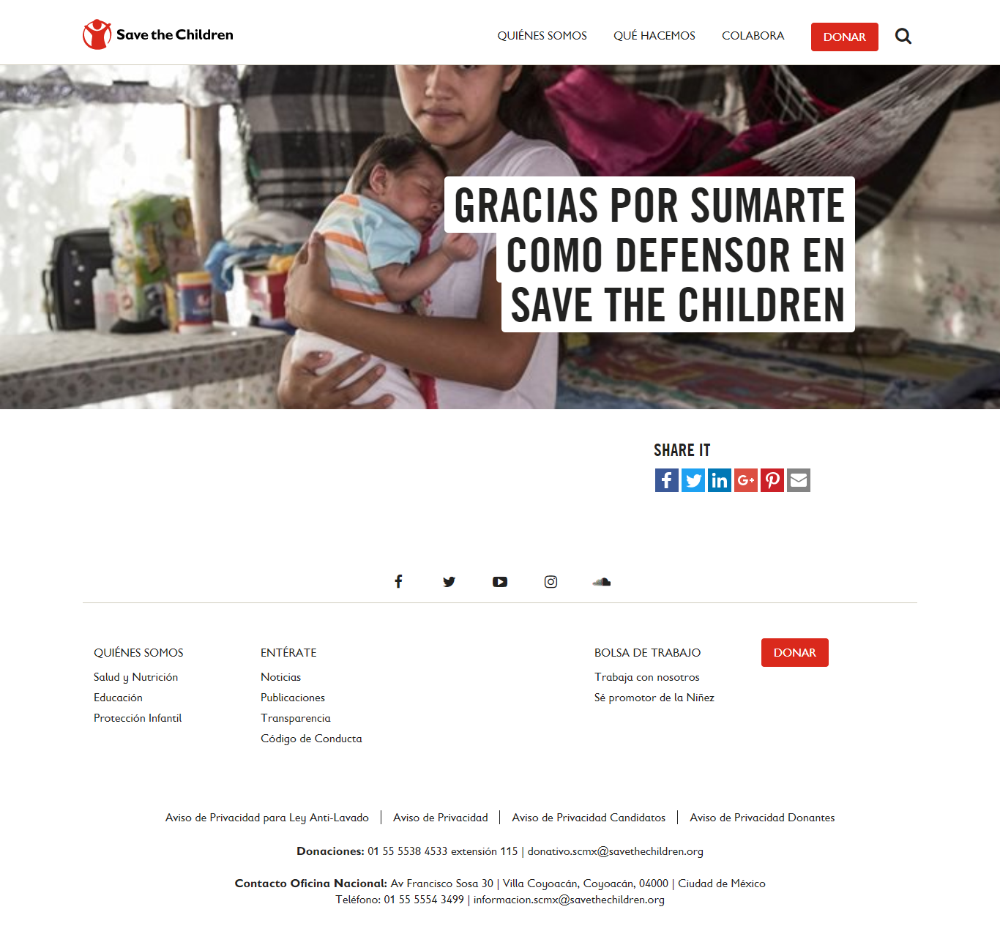 Save the Children
QUIÉNES SOMOS
QUÉ HACEMOS
COLABORA
DONAR
GRACIAS POR SUMARTE
COMO DEFENSOR EN
SAVE THE CHILDREN
SHARE IT
QUIÉNES SOMOS
Salud y Nutrición
Educación
Protección Infantil
ENTÉRATE
Noticias
Publicaciones
Transparencia
Código de Conducta
BOLSA DE TRABAJO
Trabaja con nosotros
Sé promotor de la Niñez
DONAR
Aviso de Privacidad para Ley Anti-Lavado | Aviso de Privacidad | Aviso de Privacidad Candidatos | Aviso de Privacidad Donantes
Donaciones: 01 55 5538 4533 extensión 115 | donativo.scmx@savethechildren.org
Contacto Oficina Nacional: Av Francisco Sosa 30 | Villa Coyoacán, Coyoacán, 04000 | Ciudad de México
Teléfono: 01 55 5554 3499 | informacion.scmx@savethechildren.org